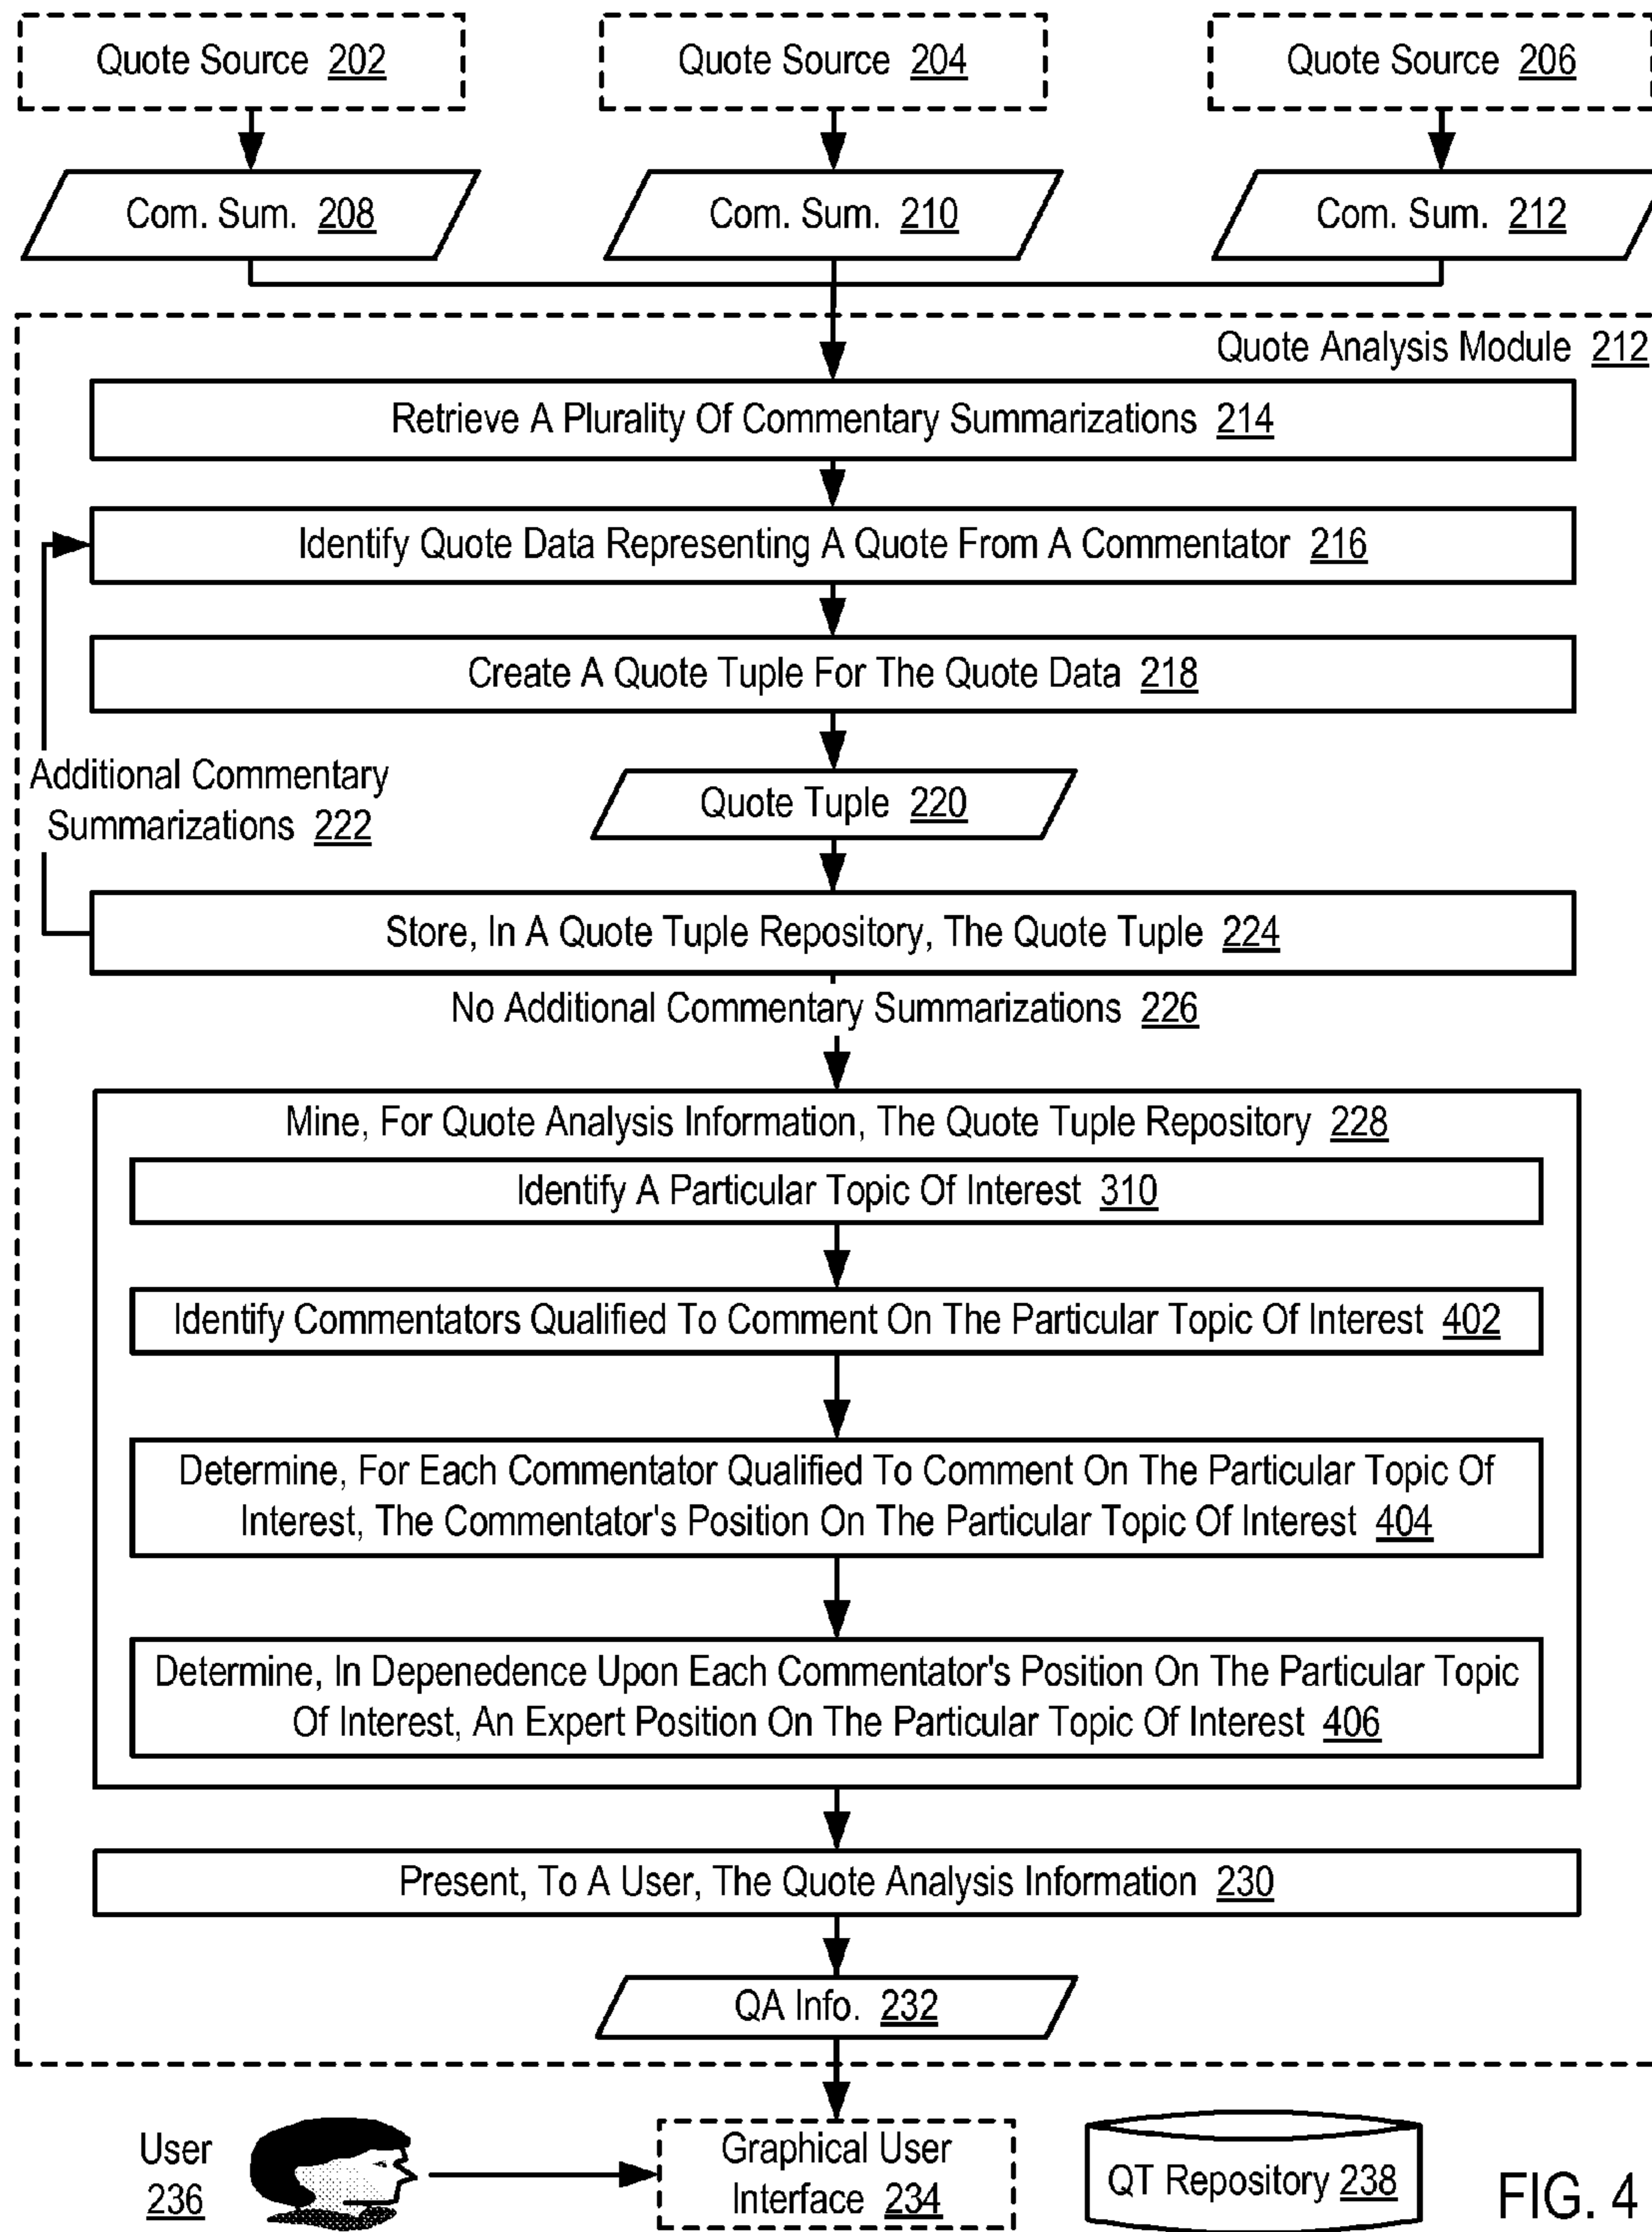 Quote Source 202
Quote Source 204
Quote Source 206
Com. Sum. 208
Com. Sum. 210
Com. Sum. 212
Quote Analysis Module 212
Retrieve A Plurality Of Commentary Summarizations 214
Identify Quote Data Representing A Quote From A Commentator 216
Create A Quote Tuple For The Quote Data 218
Additional Commentary
Summarizations 222
Quote Tuple 220
Store, In A Quote Tuple Repository, The Quote Tuple 224
No Additional Commentary Summarizations 226
Mine, For Quote Analysis Information, The Quote Tuple Repository 228
Identify A Particular Topic Of Interest 310
Identify Commentators Qualified To Comment On The Particular Topic Of Interest 402
Determine, For Each Commentator Qualified To Comment On The Particular Topic Of
Interest, The Commentator's Position On The Particular Topic Of Interest 404
Determine, In Depenedence Upon Each Commentator's Position On The Particular Topic
Of Interest, An Expert Position On The Particular Topic Of Interest 406
Present, To A User, The Quote Analysis Information 230
QA Info. 232
User
236
Graphical User
Interface 234
QT Repository 238
FIG. 4